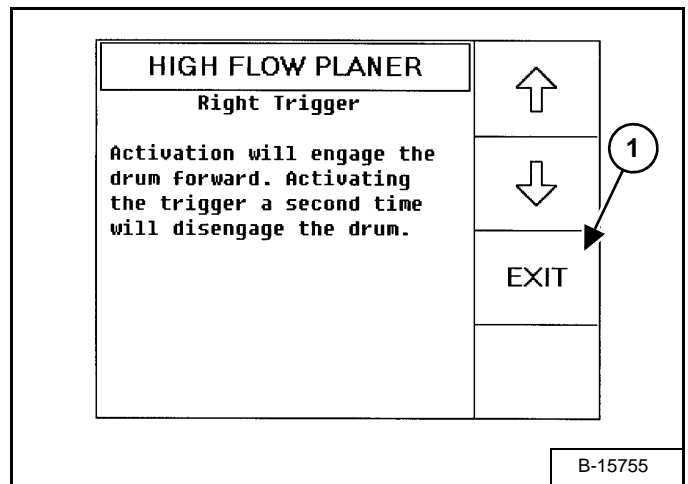 HIGH FLOW PLANER
Right Trigger
Activation will engage the
drum forward. Activating
the trigger a second time
will disengage the drum.
1
EXIT
B-15755